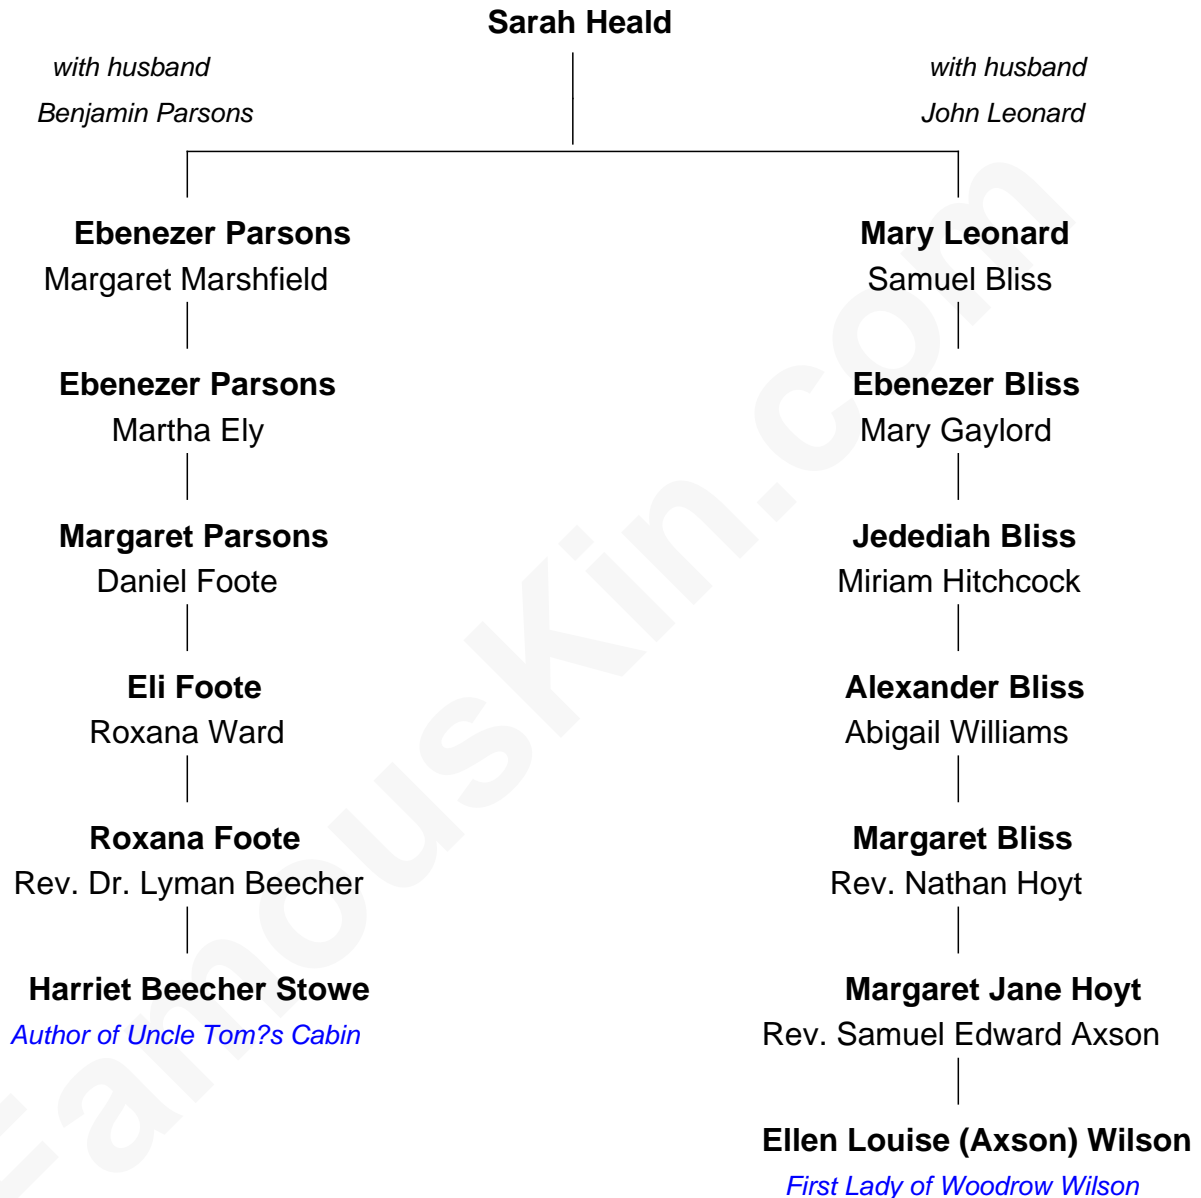 Sarah Heald
with husband
Benjamin Parsons
with husband
John Leonard
Ebenezer Parsons
Margaret Marshfield
Mary Leonard
Samuel Bliss
Ebenezer Parsons
Martha Ely
Ebenezer Bliss
Mary Gaylord
Margaret Parsons
Daniel Foote
Jedediah Bliss
Miriam Hitchcock
Eli Foote
Roxana Ward
Alexander Bliss
Abigail Williams
Roxana Foote
Rev. Dr. Lyman Beecher
Margaret Bliss
Rev. Nathan Hoyt
Harriet Beecher Stowe
Author of Uncle Tom?s Cabin
Margaret Jane Hoyt
Rev. Samuel Edward Axson
Ellen Louise (Axson) Wilson
First Lady of Woodrow Wilson
FamousKin.com